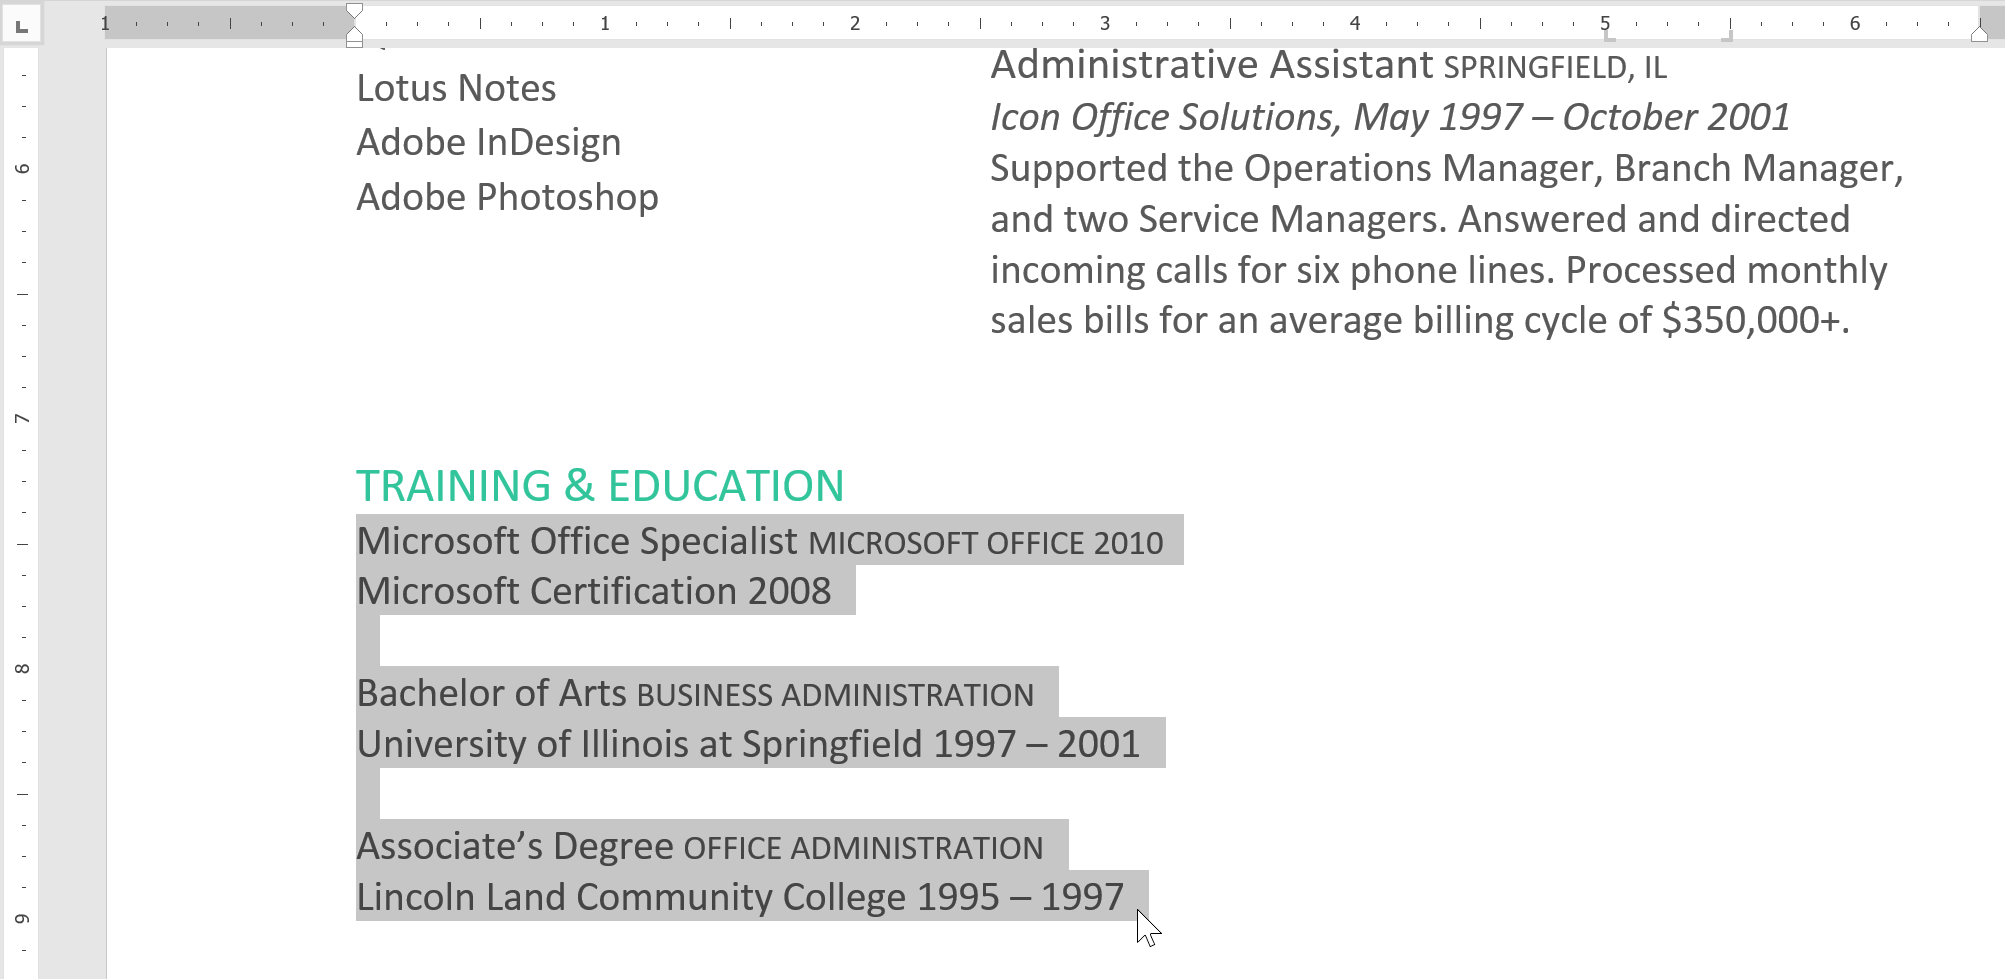 1 1 2 3 4 5 6
Lotus Notes
Adobe InDesign
Adobe Photoshop
Administrative Assistant SPRINGFIELD, IL
Icon Office Solutions, May 1997 – October 2001
Supported the Operations Manager, Branch Manager,
and two Service Managers. Answered and directed
incoming calls for six phone lines. Processed monthly
sales bills for an average billing cycle of $350,000+.
TRAINING & EDUCATION
Microsoft Office Specialist MICROSOFT OFFICE 2010
Microsoft Certification 2008
Bachelor of Arts BUSINESS ADMINISTRATION
University of Illinois at Springfield 1997 – 2001
Associate’s Degree OFFICE ADMINISTRATION
Lincoln Land Community College 1995 – 1997
6
7
8
9